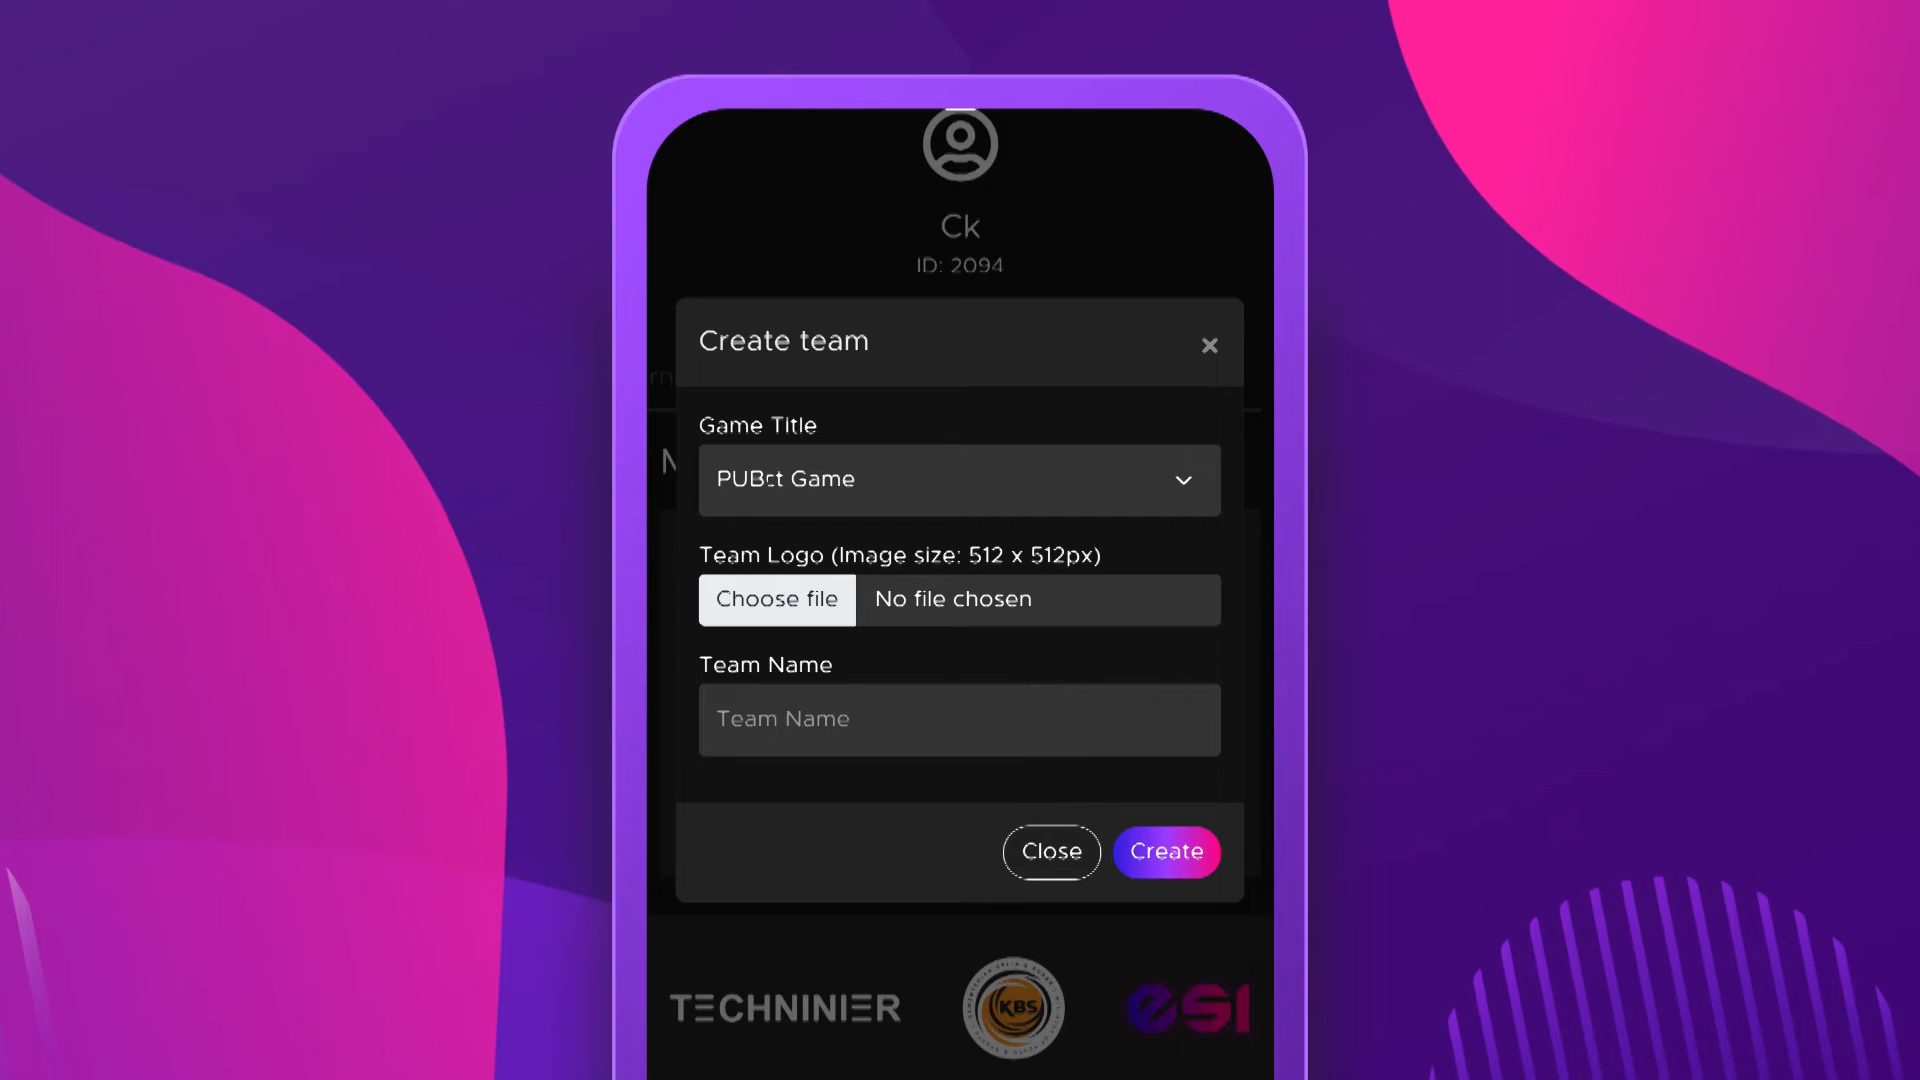 Ck
ID: 2094
Create team
Game Title
Game
Team Logo (Image size: 512 x 512px)
Choose file
No file chosen
Team Name
Team Name
Close
Create
TECHNINIER
KBS
esi